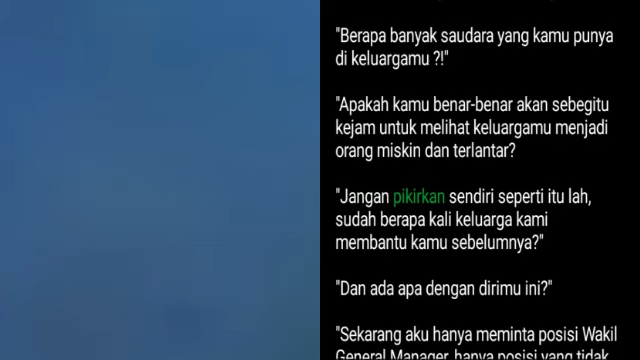 "Berapa banyak saudara yang kamu punya
di keluargamu ?!"
"Apakah kamu benar-benar akan sebegitu
kejam untuk melihat keluargamu menjadi
orang miskin dan terlantar?
"Jangan pikirkan sendiri seperti itu lah,
sudah berapa kali keluarga kami
membantu kamu sebelumnya?"
"Dan ada apa dengan dirimu ini?"
"Sekarang aku hanya meminta posisi Wakil
General Manager, hanya posisi yang tidak